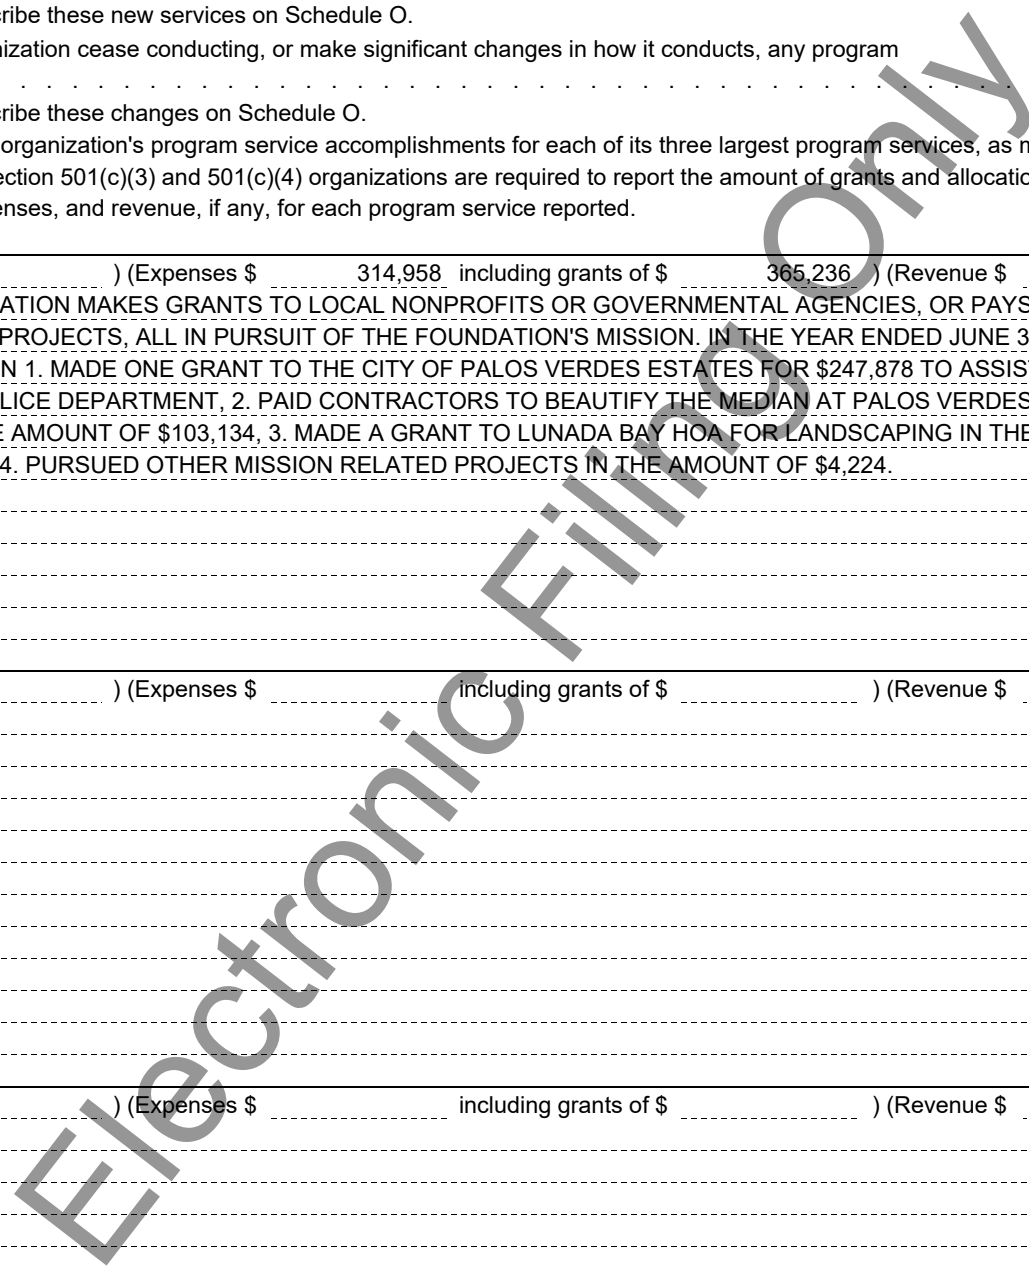 cribe these new services on Schedule O.
nization cease conducting, or make significant changes in how it conducts, any program
. . . . . . . . . . . . . . . . . . . . . . . . . . . . . . . . . . . . . . .
cribe these changes on Schedule O.
organization's program service accomplishments for each of its three largest program services, as m
ection 501(c)(3) and 501(c)(4) organizations are required to report the amount of grants and allocatio
enses, and revenue, if any, for each program service reported.
) (Expenses $ 314,958 including grants of $ 365,236 ) (Revenue $
ATION MAKES GRANTS TO LOCAL NONPROFITS OR GOVERNMENTAL AGENCIES, OR PAYS
PROJECTS, ALL IN PURSUIT OF THE FOUNDATION'S MISSION. IN THE YEAR ENDED JUNE 3
N 1. MADE ONE GRANT TO THE CITY OF PALOS VERDES ESTATES FOR $247,878 TO ASSIST
LICE DEPARTMENT, 2. PAID CONTRACTORS TO BEAUTIFY THE MEDIAN AT PALOS VERDES
E AMOUNT OF $103,134, 3. MADE A GRANT TO LUNADA BAY HOA FOR LANDSCAPING IN THE
4. PURSUED OTHER MISSION RELATED PROJECTS IN THE AMOUNT OF $4,224.
) (Expenses $ including grants of $ ) (Revenue $
) (Expenses $ including grants of $ ) (Revenue $
Electronic Filing Only